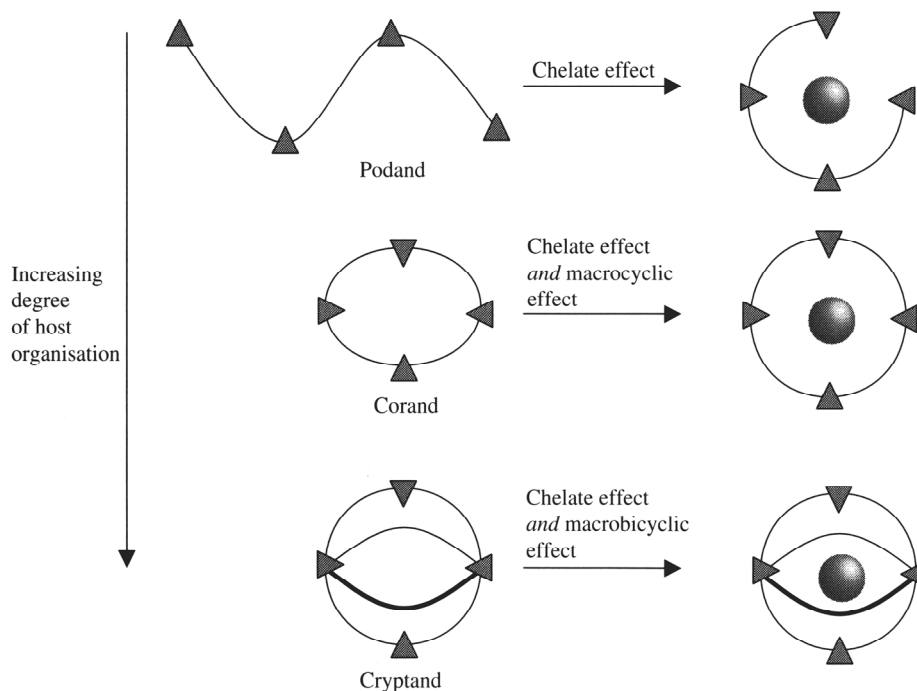 Chelate effect
Podand
Increasing
degree
of host
organisation
Chelate effect
and macrocyclic
effect
Corand
Chelate effect
and macrobicyclic
effect
Cryptand